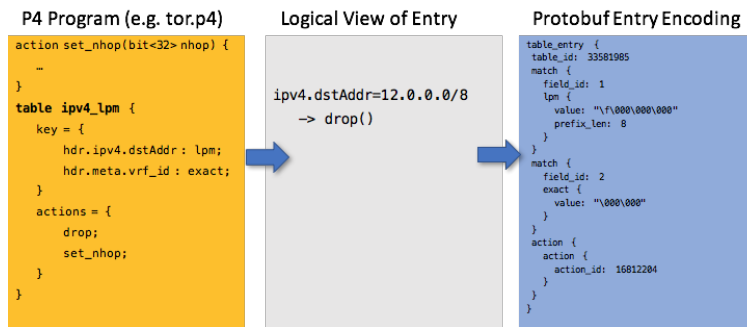 P4 Program (e.g. tor.p4)
action set_nhop(bit<32> nhop) {
…
}
table ipv4_lpm {
key = {
hdr.ipv4.dstAddr : lpm;
hdr.meta.vrf_id : exact;
}
actions = {
drop;
set_nhop;
}
}
Logical View of Entry
ipv4.dstAddr=12.0.0.0/8
-> drop()
Protobuf Entry Encoding
table_entry {
table_id: 33581985
match {
field_id: 1
lpm {
value: "\f\000\000\000"
prefix_len: 8
}
}
match {
field_id: 2
exact {
value: "\000\000"
}
}
action {
action {
action_id: 16812204
}
}
}